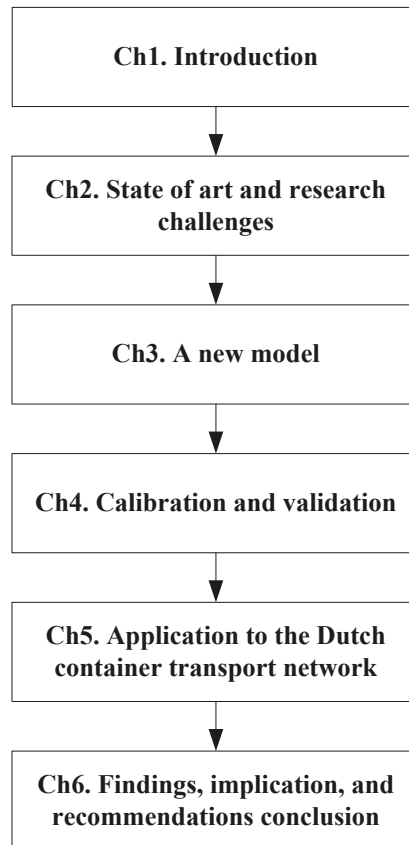 Ch1. Introduction
Ch2. State of art and research
challenges
Ch3. A new model
Ch4. Calibration and validation
Ch5. Application to the Dutch
container transport network
Ch6. Findings, implication, and
recommendations conclusion